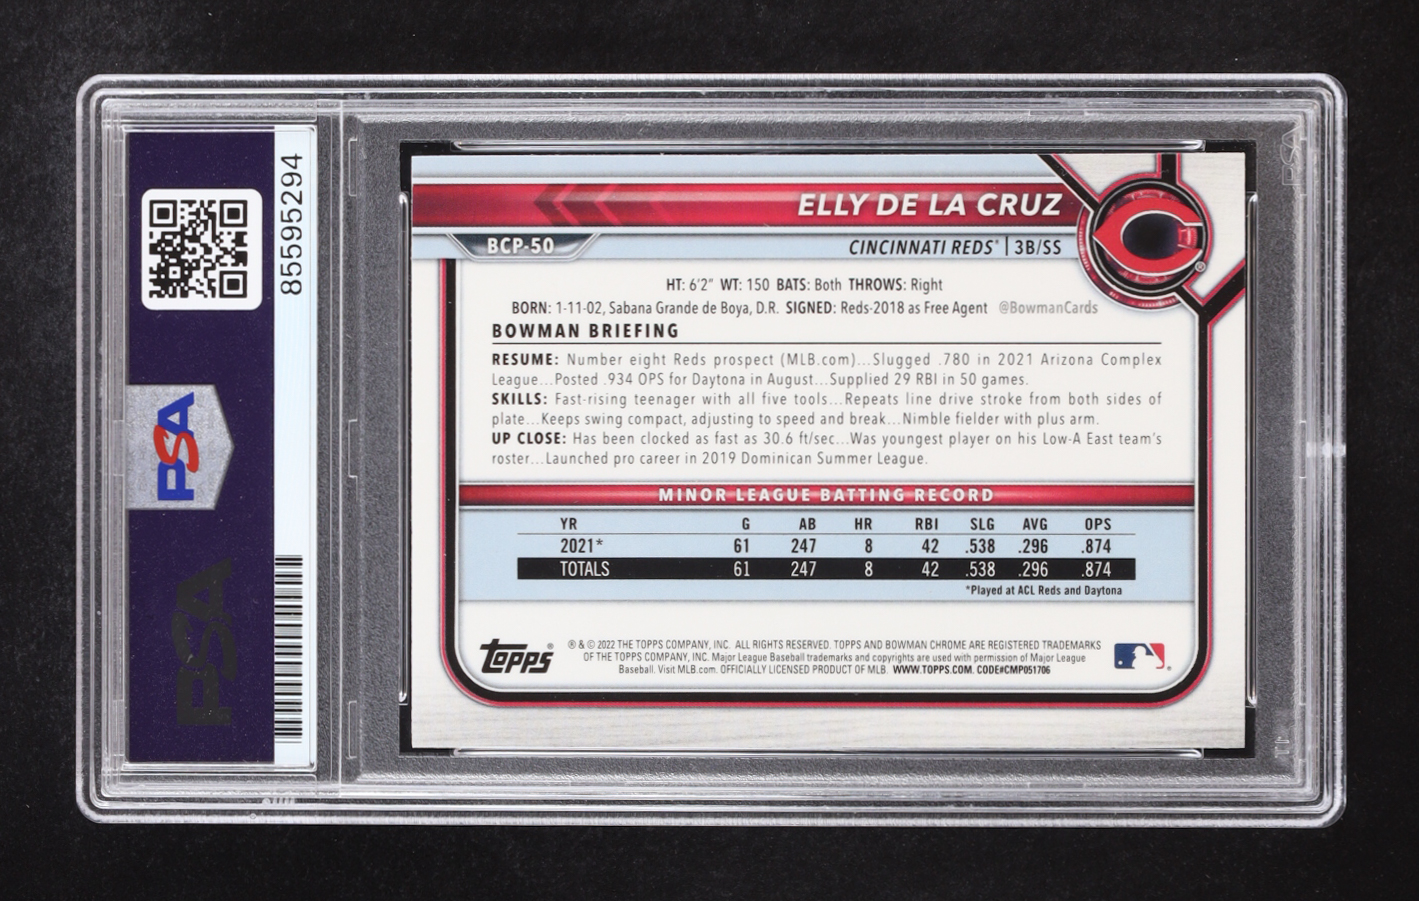 85595294
PSA
PSA
ELLY DE LA CRUZ
BCP-50
CINCINNATI REDS® | 3B/SS
HT: 6'2" WT: 150 BATS: Both THROWS: Right
BORN: 1-11-02, Sabana Grande de Boya, D.R. SIGNED: Reds-2018 as Free Agent @BowmanCards
BOWMAN BRIEFING
RESUME: Number eight Reds prospect (MLB.com)...Slugged .780 in 2021 Arizona Complex
League...Posted .934 OPS for Daytona in August...Supplied 29 RBI in 50 games.
SKILLS: Fast-rising teenager with all five tools...Repeats line drive stroke from both sides of
plate...Keeps swing compact, adjusting to speed and break...Nimble fielder with plus arm.
UP CLOSE: Has been clocked as fast as 30.6 ft/sec...Was youngest player on his Low-A East team's
roster...Launched pro career in 2019 Dominican Summer League.
MINOR LEAGUE BATTING RECORD
YR G AB HR RBI SLG AVG OPS
2021* 61 247 8 42 .538 .296 .874
TOTALS 61 247 8 42 .538 .296 .874
*Played at ACL Reds and Daytona
Topps®
® & © 2022 THE TOPPS COMPANY, INC. ALL RIGHTS RESERVED. TOPPS AND BOWMAN CHROME ARE REGISTERED TRADEMARKS
OF THE TOPPS COMPANY, INC. Major League Baseball trademarks and copyrights are used with permission of Major League
Baseball. Visit MLB.com. OFFICIALLY LICENSED PRODUCT OF MLB. WWW.TOPPS.COM. CODE#CMP051706
PSA